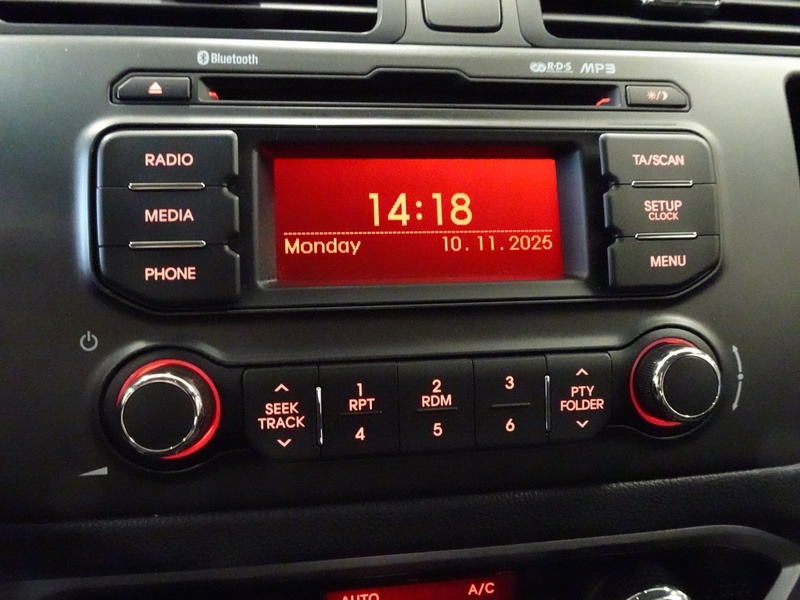 Bluetooth
R·D·S MP3
RADIO
MEDIA
PHONE
14:18
Monday 10.11.2025
TA/SCAN
SETUP
CLOCK
MENU
SEEK
TRACK
1
RPT
4
2
RDM
5
3
6
PTY
FOLDER
AUTO
A/C